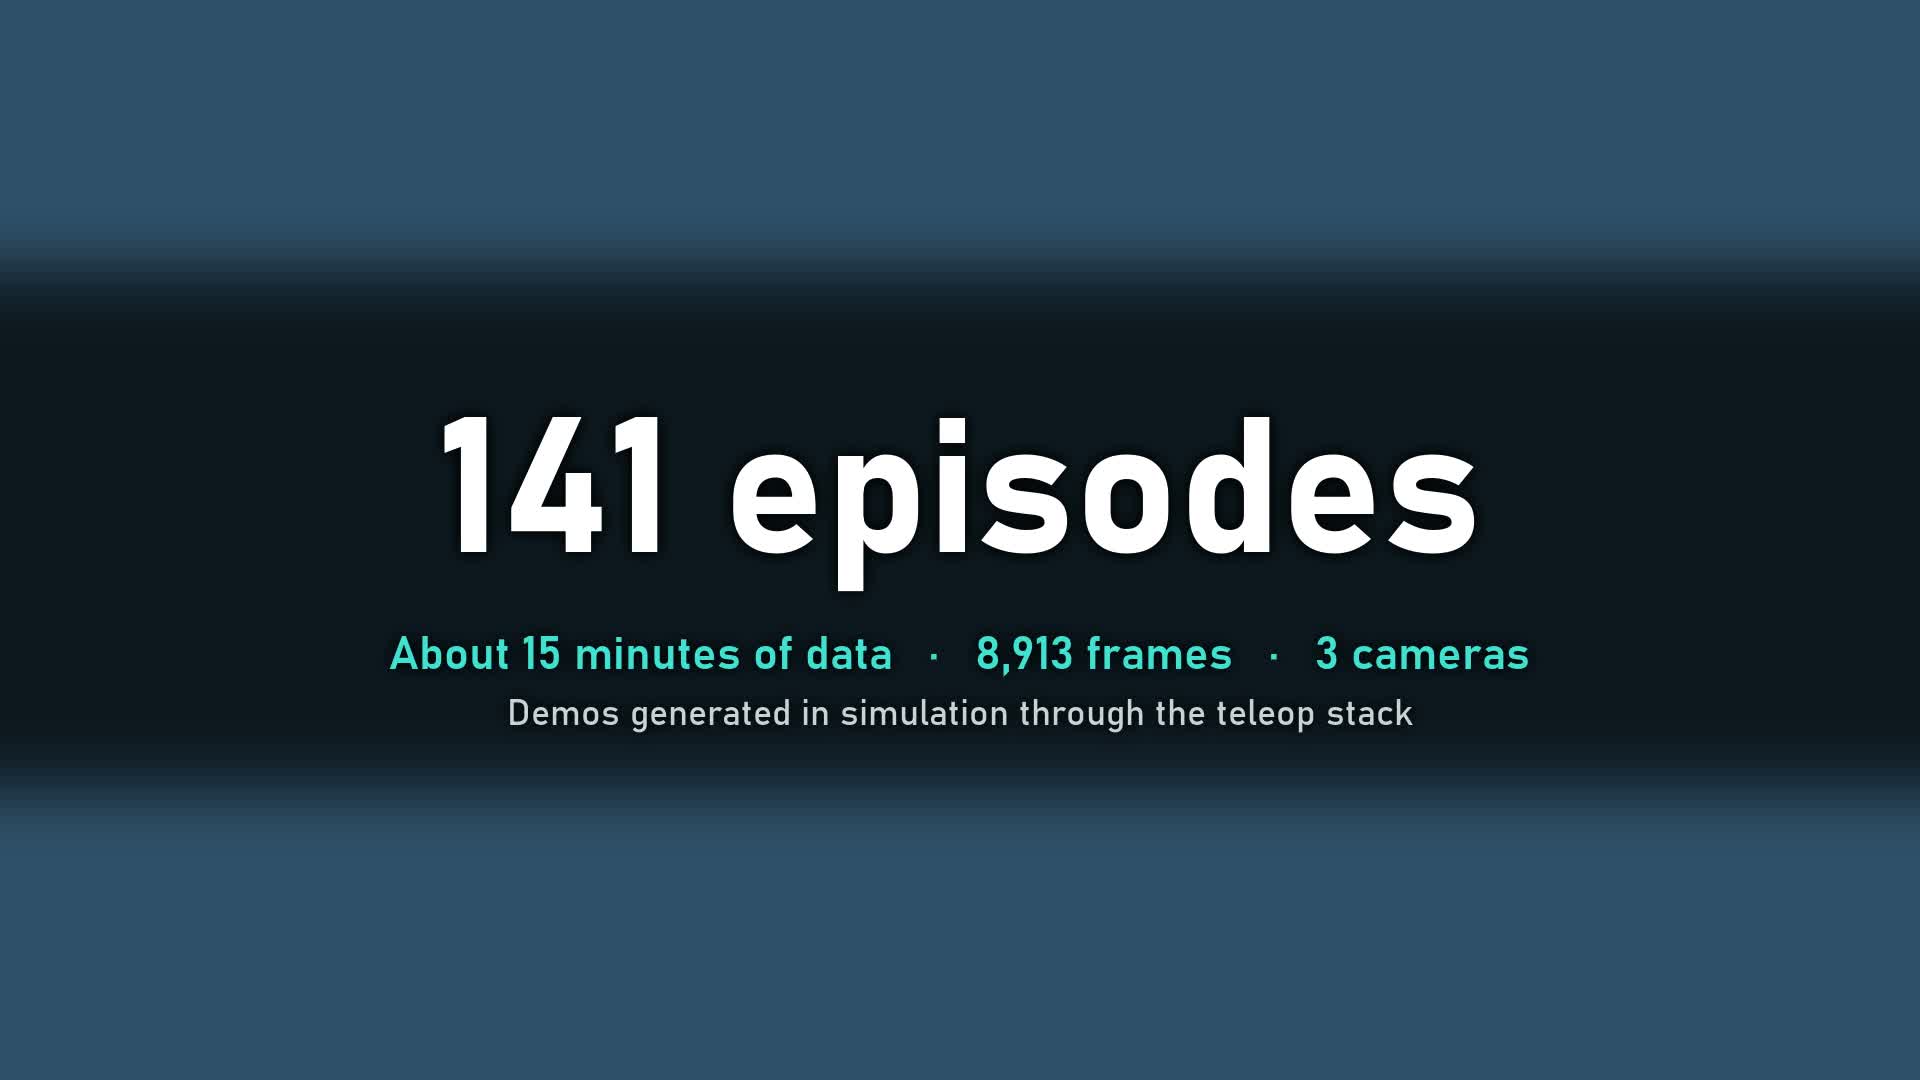 141 episodes
About 15 minutes of data · 8,913 frames · 3 cameras
Demos generated in simulation through the teleop stack